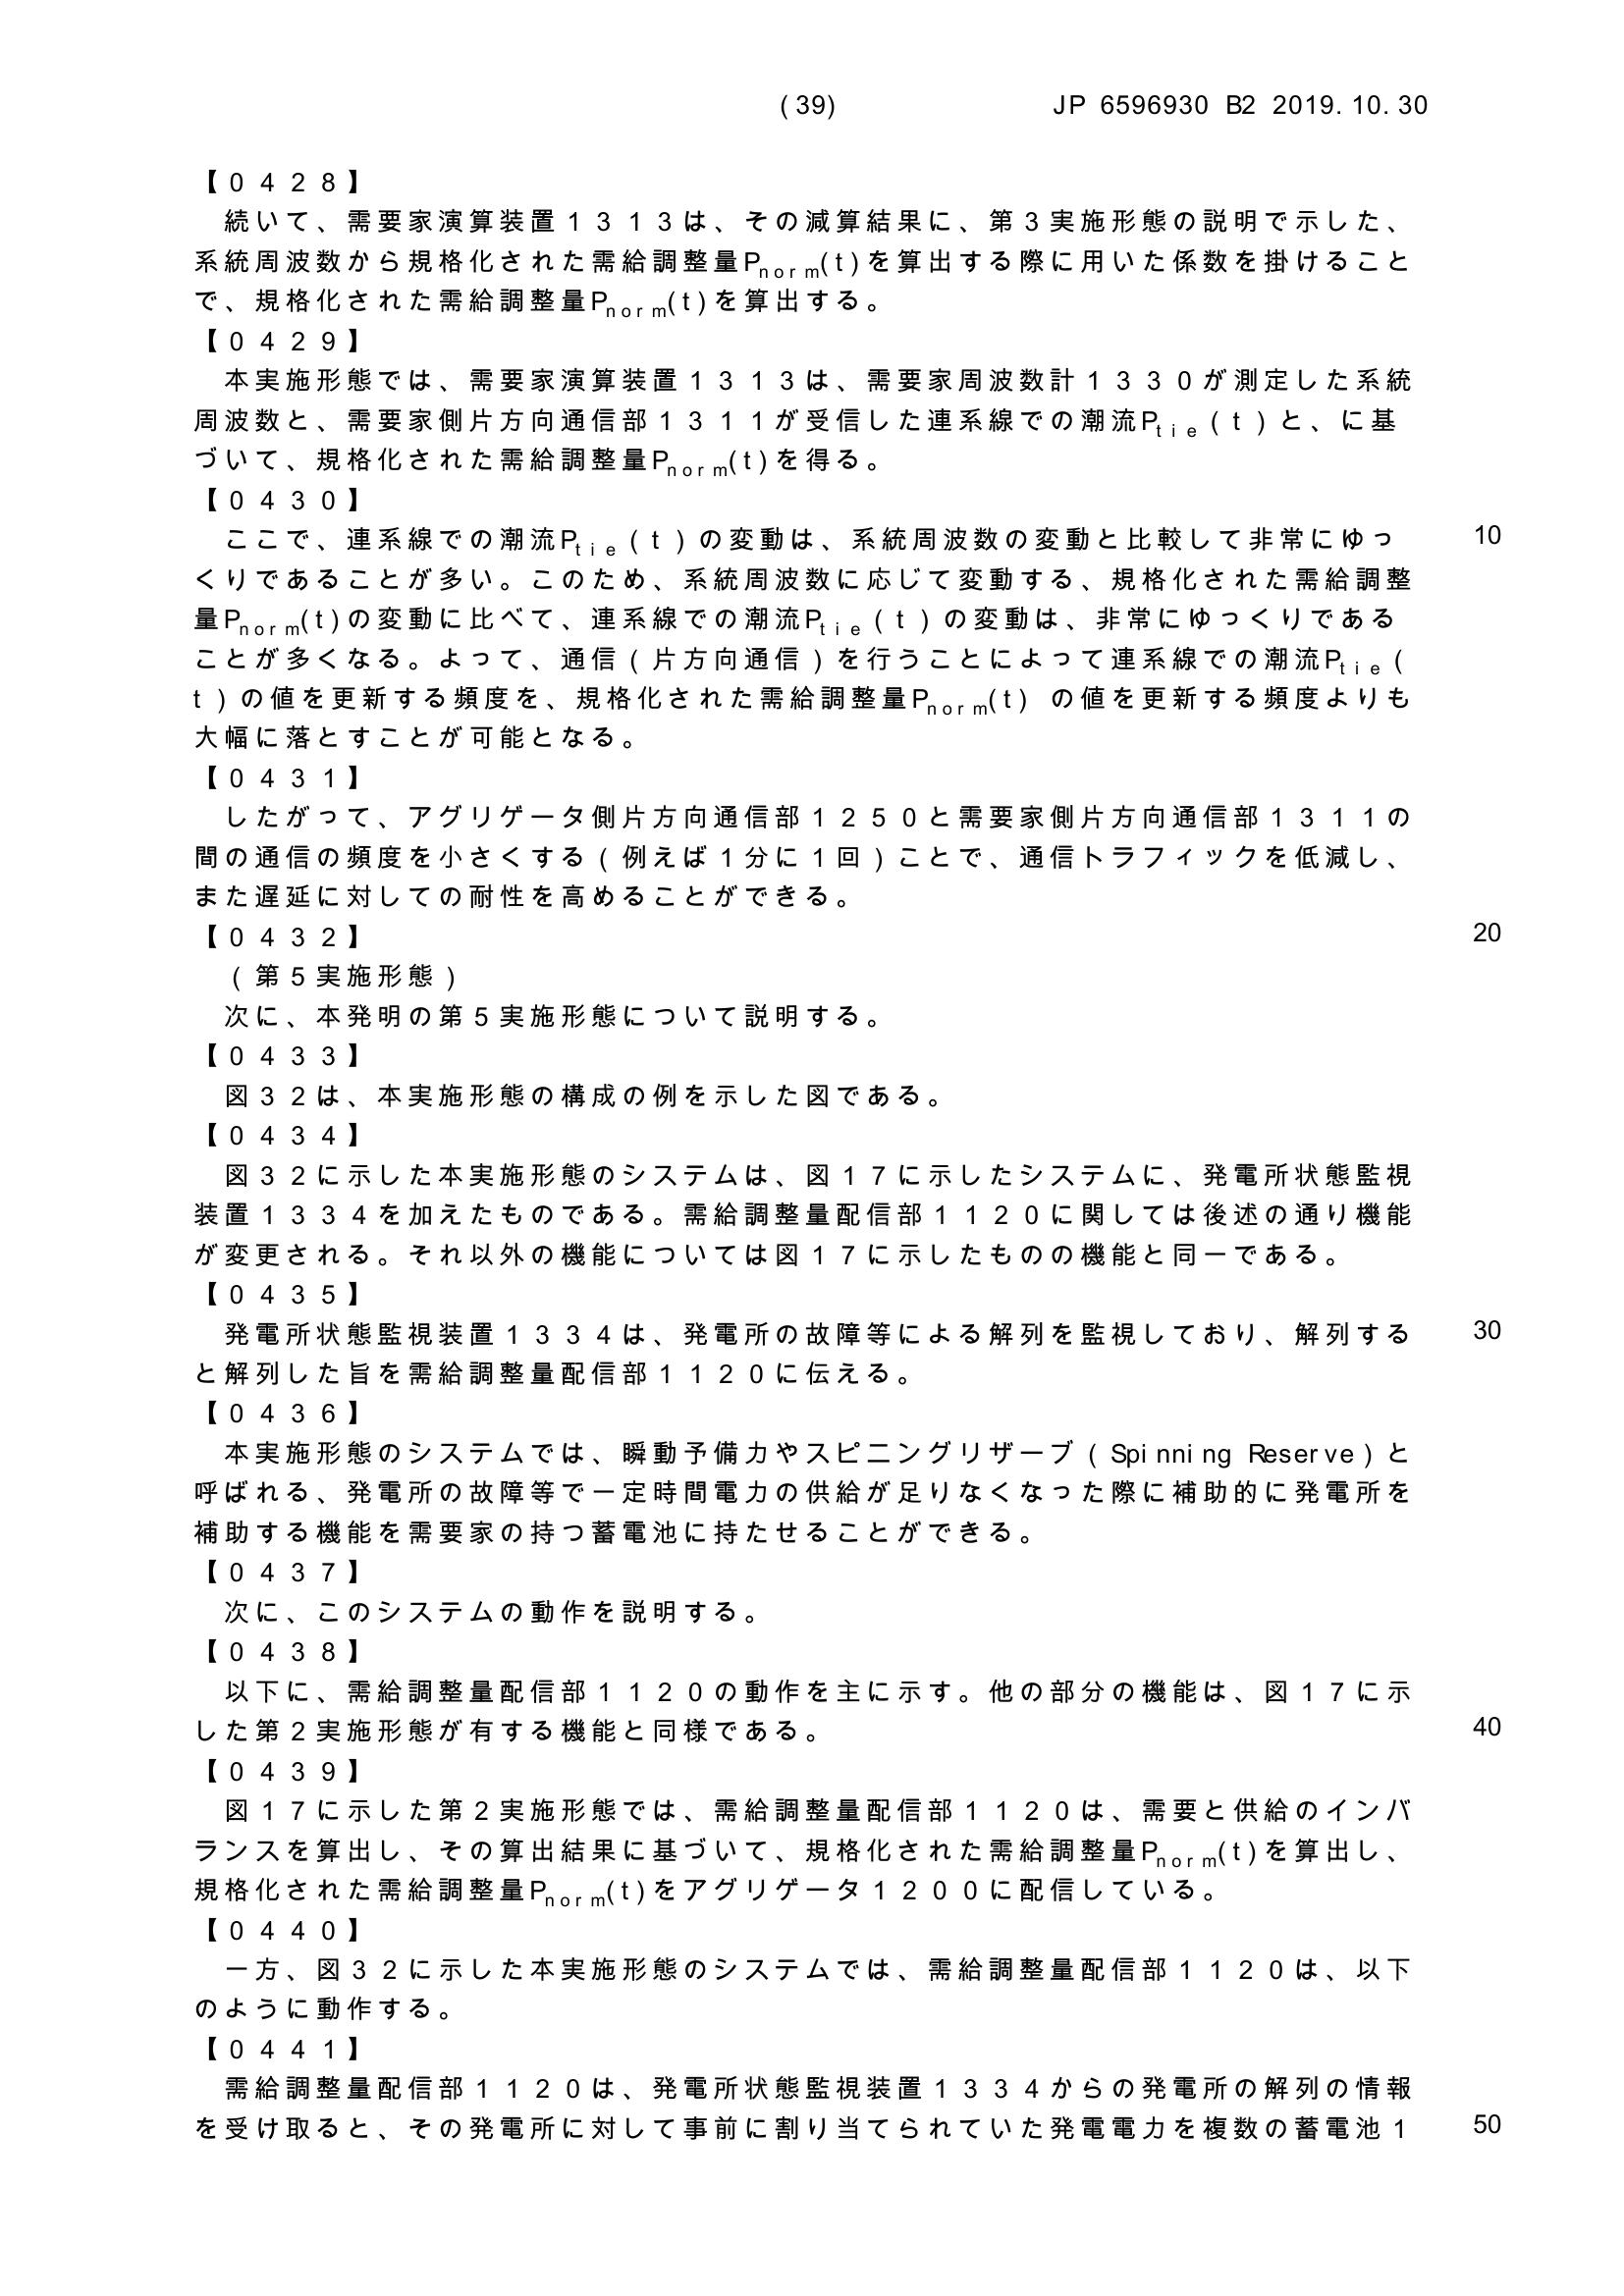 (39) JP 6596930 B2 2019.10.30
【０４２８】
続いて、需要家演算装置１３１３は、その減算結果に、第３実施形態の説明で示した、
系統周波数から規格化された需給調整量Pnorm(t)を算出する際に用いた係数を掛けること
で、規格化された需給調整量Pnorm(t)を算出する。
【０４２９】
本実施形態では、需要家演算装置１３１３は、需要家周波数計１３３０が測定した系統
周波数と、需要家側片方向通信部１３１１が受信した連系線での潮流Ptie（ｔ）と、に基
づいて、規格化された需給調整量Pnorm(t)を得る。
【０４３０】
ここで、連系線での潮流Ptie（ｔ）の変動は、系統周波数の変動と比較して非常にゆっ 10
くりであることが多い。このため、系統周波数に応じて変動する、規格化された需給調整
量Pnorm(t)の変動に比べて、連系線での潮流Ptie（ｔ）の変動は、非常にゆっくりである
ことが多くなる。よって、通信（片方向通信）を行うことによって連系線での潮流Ptie（
ｔ）の値を更新する頻度を、規格化された需給調整量Pnorm(t) の値を更新する頻度よりも
大幅に落とすことが可能となる。
【０４３１】
したがって、アグリゲータ側片方向通信部１２５０と需要家側片方向通信部１３１１の
間の通信の頻度を小さくする（例えば１分に１回）ことで、通信トラフィックを低減し、
また遅延に対しての耐性を高めることができる。
【０４３２】 20
（第５実施形態）
次に、本発明の第５実施形態について説明する。
【０４３３】
図３２は、本実施形態の構成の例を示した図である。
【０４３４】
図３２に示した本実施形態のシステムは、図１７に示したシステムに、発電所状態監視
装置１３３４を加えたものである。需給調整量配信部１１２０に関しては後述の通り機能
が変更される。それ以外の機能については図１７に示したものの機能と同一である。
【０４３５】
発電所状態監視装置１３３４は、発電所の故障等による解列を監視しており、解列する 30
と解列した旨を需給調整量配信部１１２０に伝える。
【０４３６】
本実施形態のシステムでは、瞬動予備力やスピニングリザーブ（Spinning Reserve）と
呼ばれる、発電所の故障等で一定時間電力の供給が足りなくなった際に補助的に発電所を
補助する機能を需要家の持つ蓄電池に持たせることができる。
【０４３７】
次に、このシステムの動作を説明する。
【０４３８】
以下に、需給調整量配信部１１２０の動作を主に示す。他の部分の機能は、図１７に示
した第２実施形態が有する機能と同様である。 40
【０４３９】
図１７に示した第２実施形態では、需給調整量配信部１１２０は、需要と供給のインバ
ランスを算出し、その算出結果に基づいて、規格化された需給調整量Pnorm(t)を算出し、
規格化された需給調整量Pnorm(t)をアグリゲータ１２００に配信している。
【０４４０】
一方、図３２に示した本実施形態のシステムでは、需給調整量配信部１１２０は、以下
のように動作する。
【０４４１】
需給調整量配信部１１２０は、発電所状態監視装置１３３４からの発電所の解列の情報
を受け取ると、その発電所に対して事前に割り当てられていた発電電力を複数の蓄電池１ 50